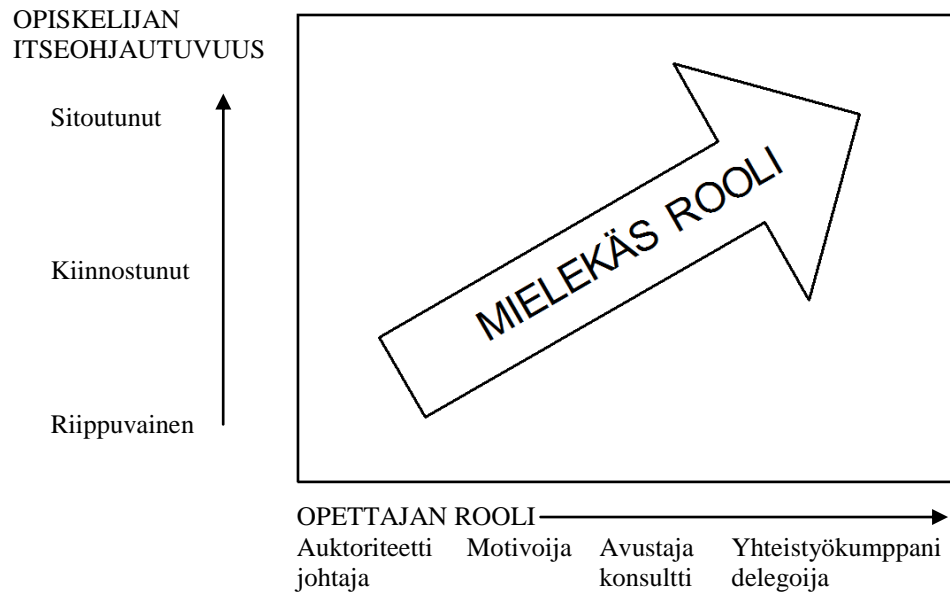 OPISKELIJAN
ITSEOHJAUTUVUUS
Sitoutunut
Kiinnostunut
Riippuvainen
MIELEKÄS ROOLI
OPETTAJAN ROOLI
Auktoriteetti Motivoija Avustaja Yhteistyökumppani
johtaja konsultti delegoija